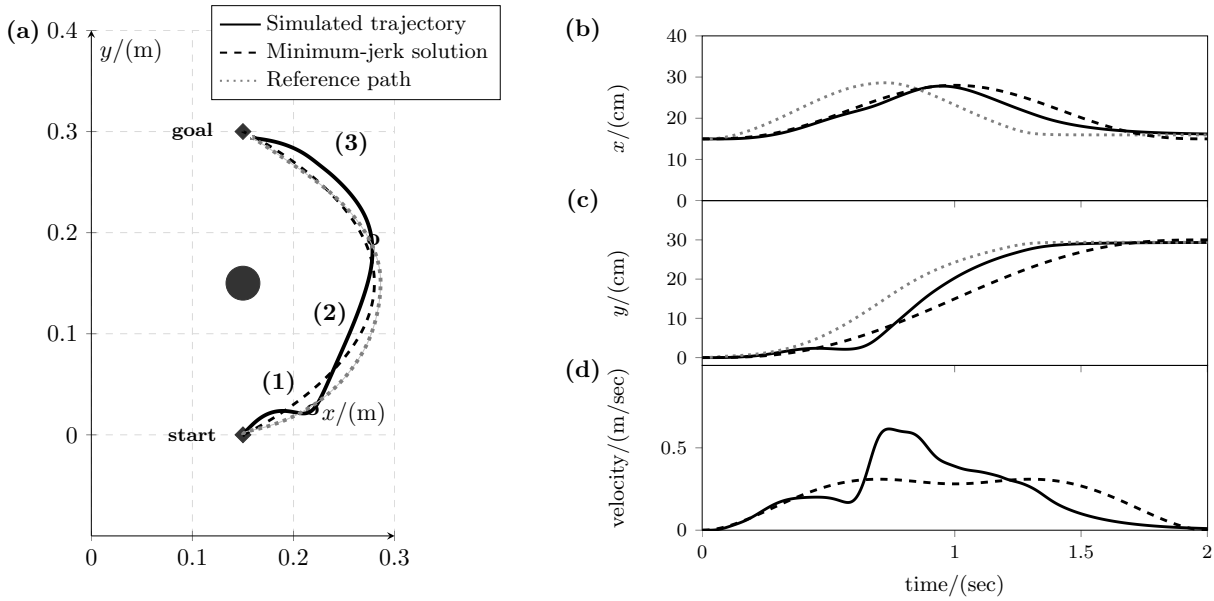 (a)
0.4
y/(m)
Simulated trajectory
Minimum-jerk solution
Reference path
0.3
goal
(3)
0.2
(2)
0.1
(1)
x/(m)
0
start
0
0.1
0.2
0.3
(b)
40
30
20
10
0
x/(cm)
(c)
40
30
20
10
0
y/(cm)
(d)
0.5
0
velocity/(m/sec)
0
1
1.5
2
time/(sec)